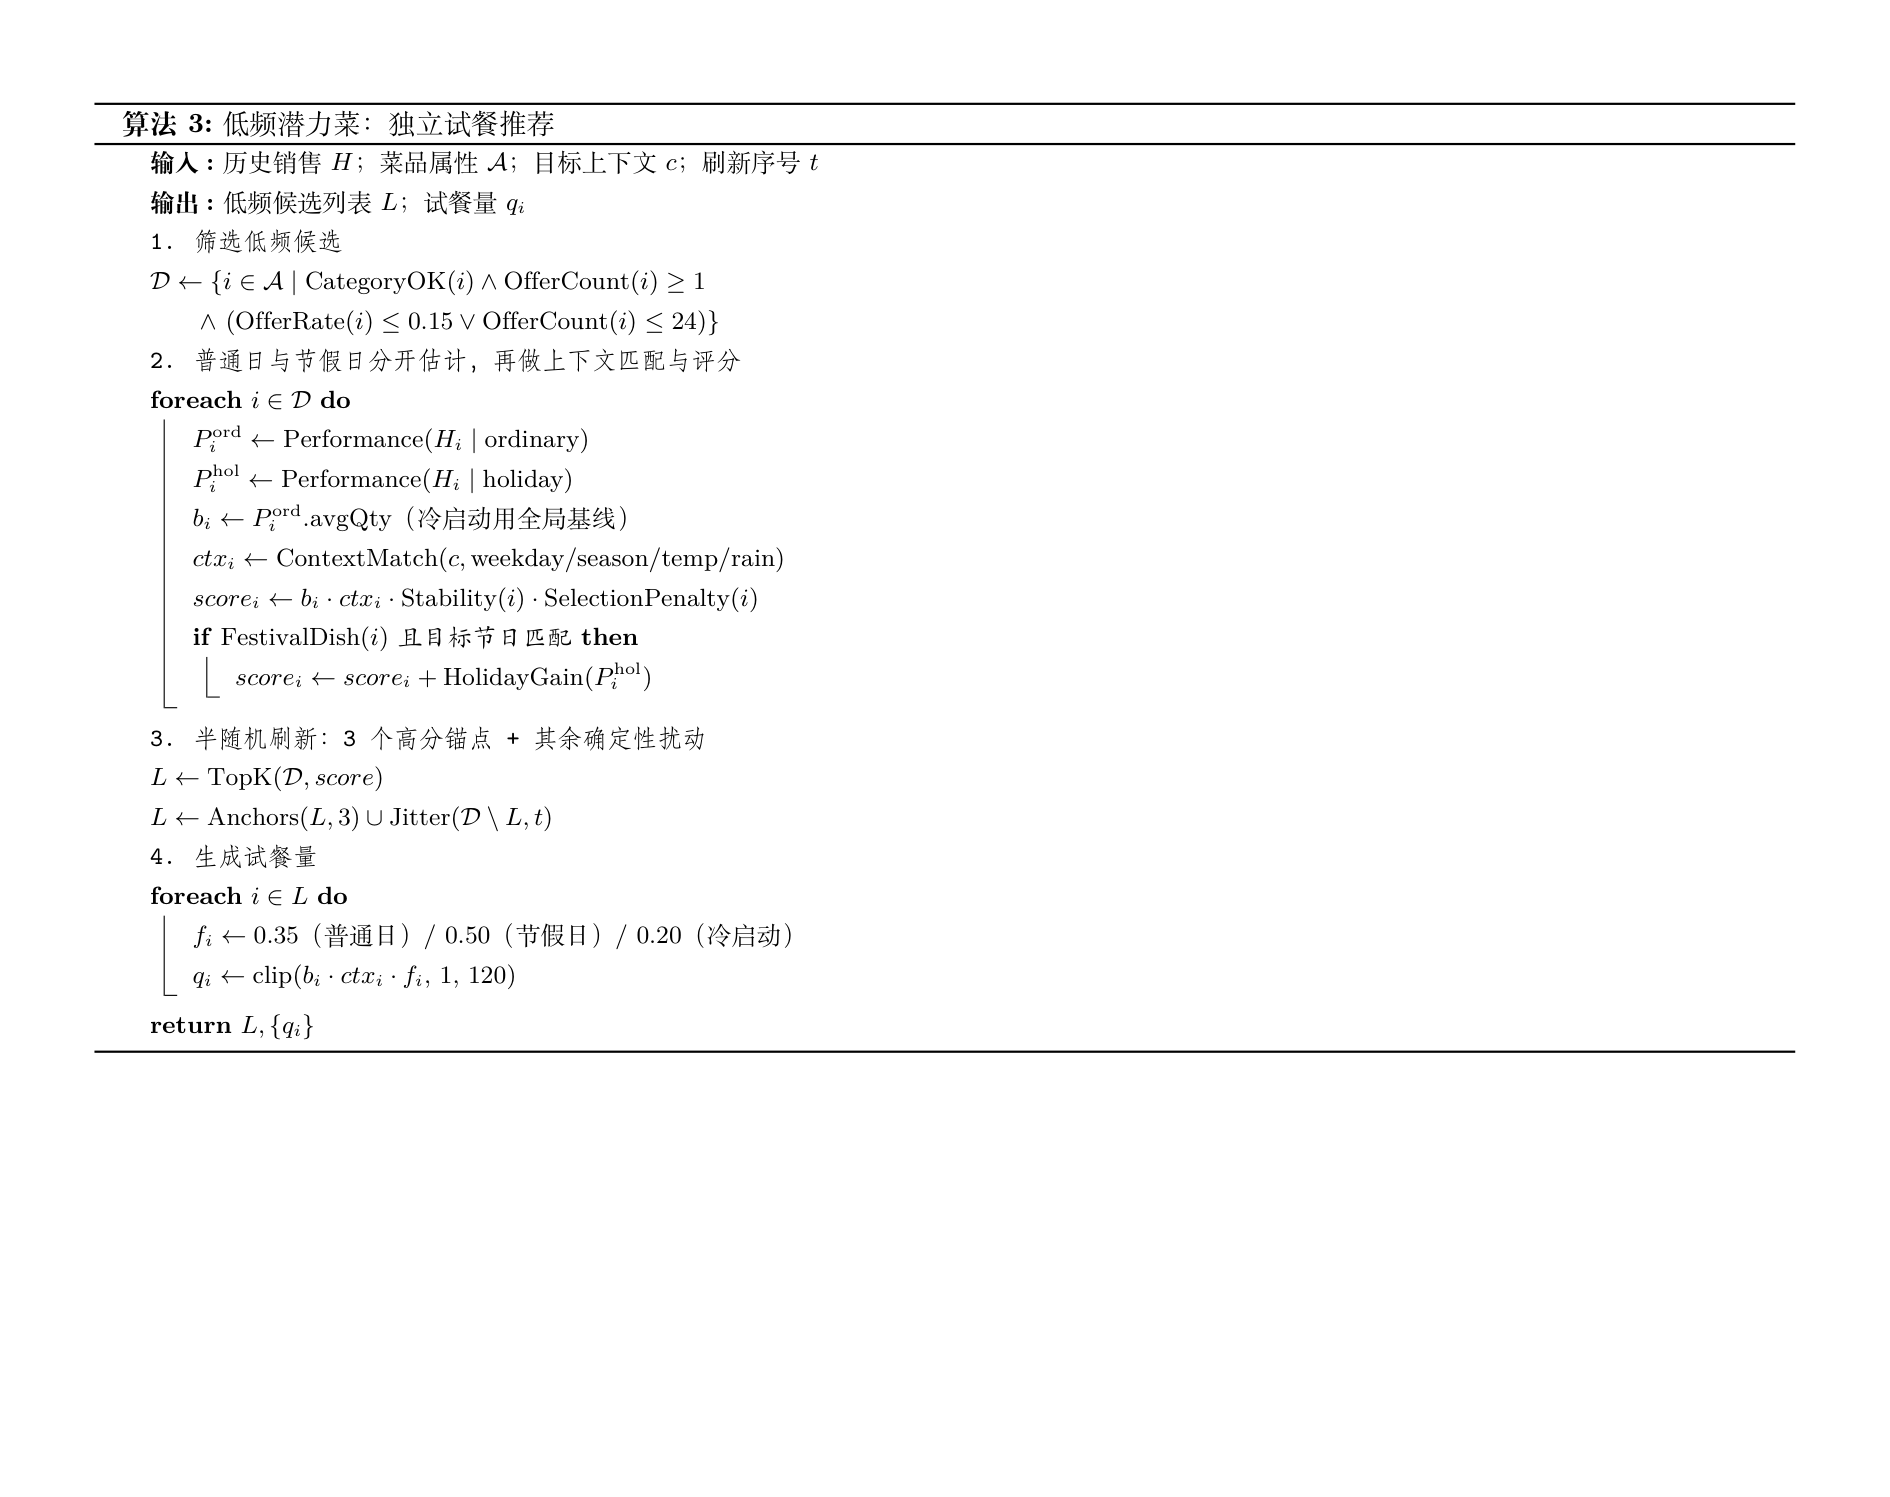 算法 3: 低频潜力菜：独立试餐推荐
输入 : 历史销售 H；菜品属性 𝒜；目标上下文 c；刷新序号 t
输出 : 低频候选列表 L；试餐量 qᵢ
1. 筛选低频候选
𝒟 ← {i ∈ 𝒜 | CategoryOK(i) ∧ OfferCount(i) ≥ 1
∧ (OfferRate(i) ≤ 0.15 ∨ OfferCount(i) ≤ 24)}
2. 普通日与节假日分开估计，再做上下文匹配与评分
foreach i ∈ 𝒟 do
P_i^ord ← Performance(H_i | ordinary)
P_i^hol ← Performance(H_i | holiday)
b_i ← P_i^ord.avgQty（冷启动用全局基线）
ctx_i ← ContextMatch(c, weekday/season/temp/rain)
score_i ← b_i · ctx_i · Stability(i) · SelectionPenalty(i)
if FestivalDish(i) 且目标节日匹配 then
score_i ← score_i + HolidayGain(P_i^hol)
3. 半随机刷新：3 个高分锚点 + 其余确定性扰动
L ← TopK(𝒟, score)
L ← Anchors(L, 3) ∪ Jitter(𝒟 \ L, t)
4. 生成试餐量
foreach i ∈ L do
f_i ← 0.35（普通日）/ 0.50（节假日）/ 0.20（冷启动）
q_i ← clip(b_i · ctx_i · f_i, 1, 120)
return L, {q_i}